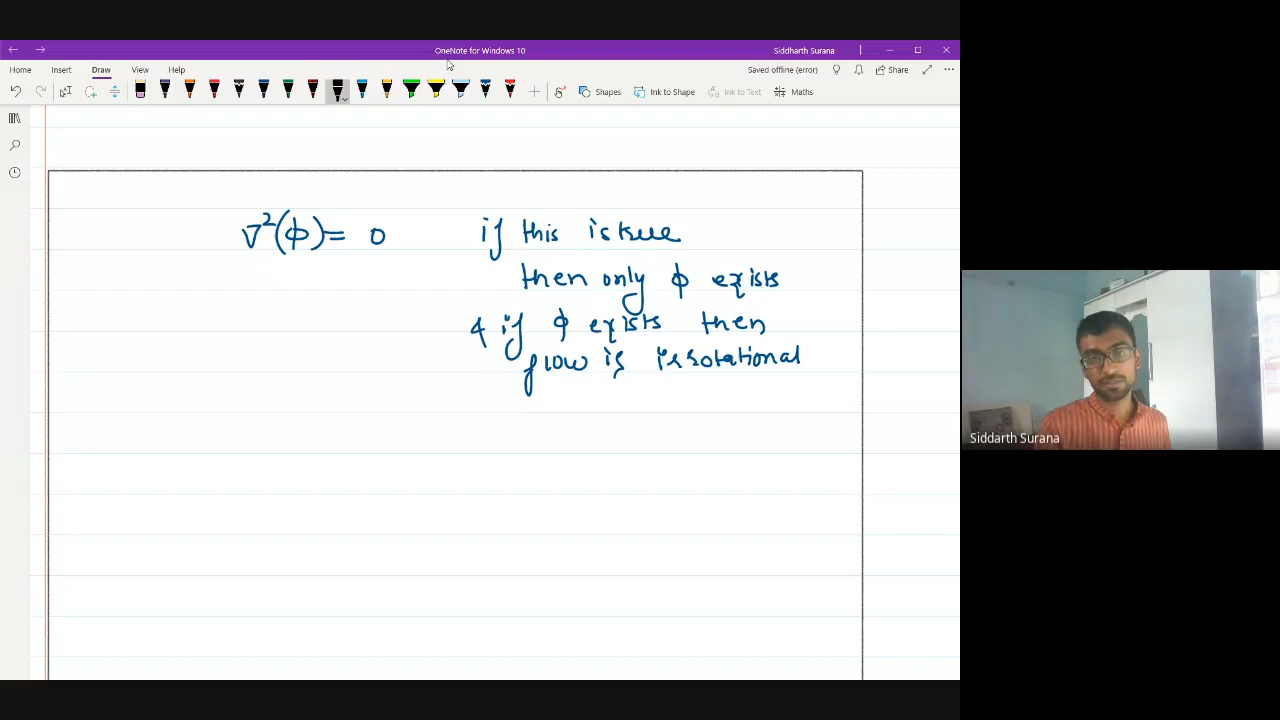 OneNote for Windows 10
Siddharth Surana
Home Insert Draw View Help
Saved offline (error)
Share
Shapes
Ink to Shape
Ink to Text
Maths
∇²(ϕ) = 0 if this is true
then only ϕ exists
& if ϕ exists then
flow is irrotational
Siddarth Surana